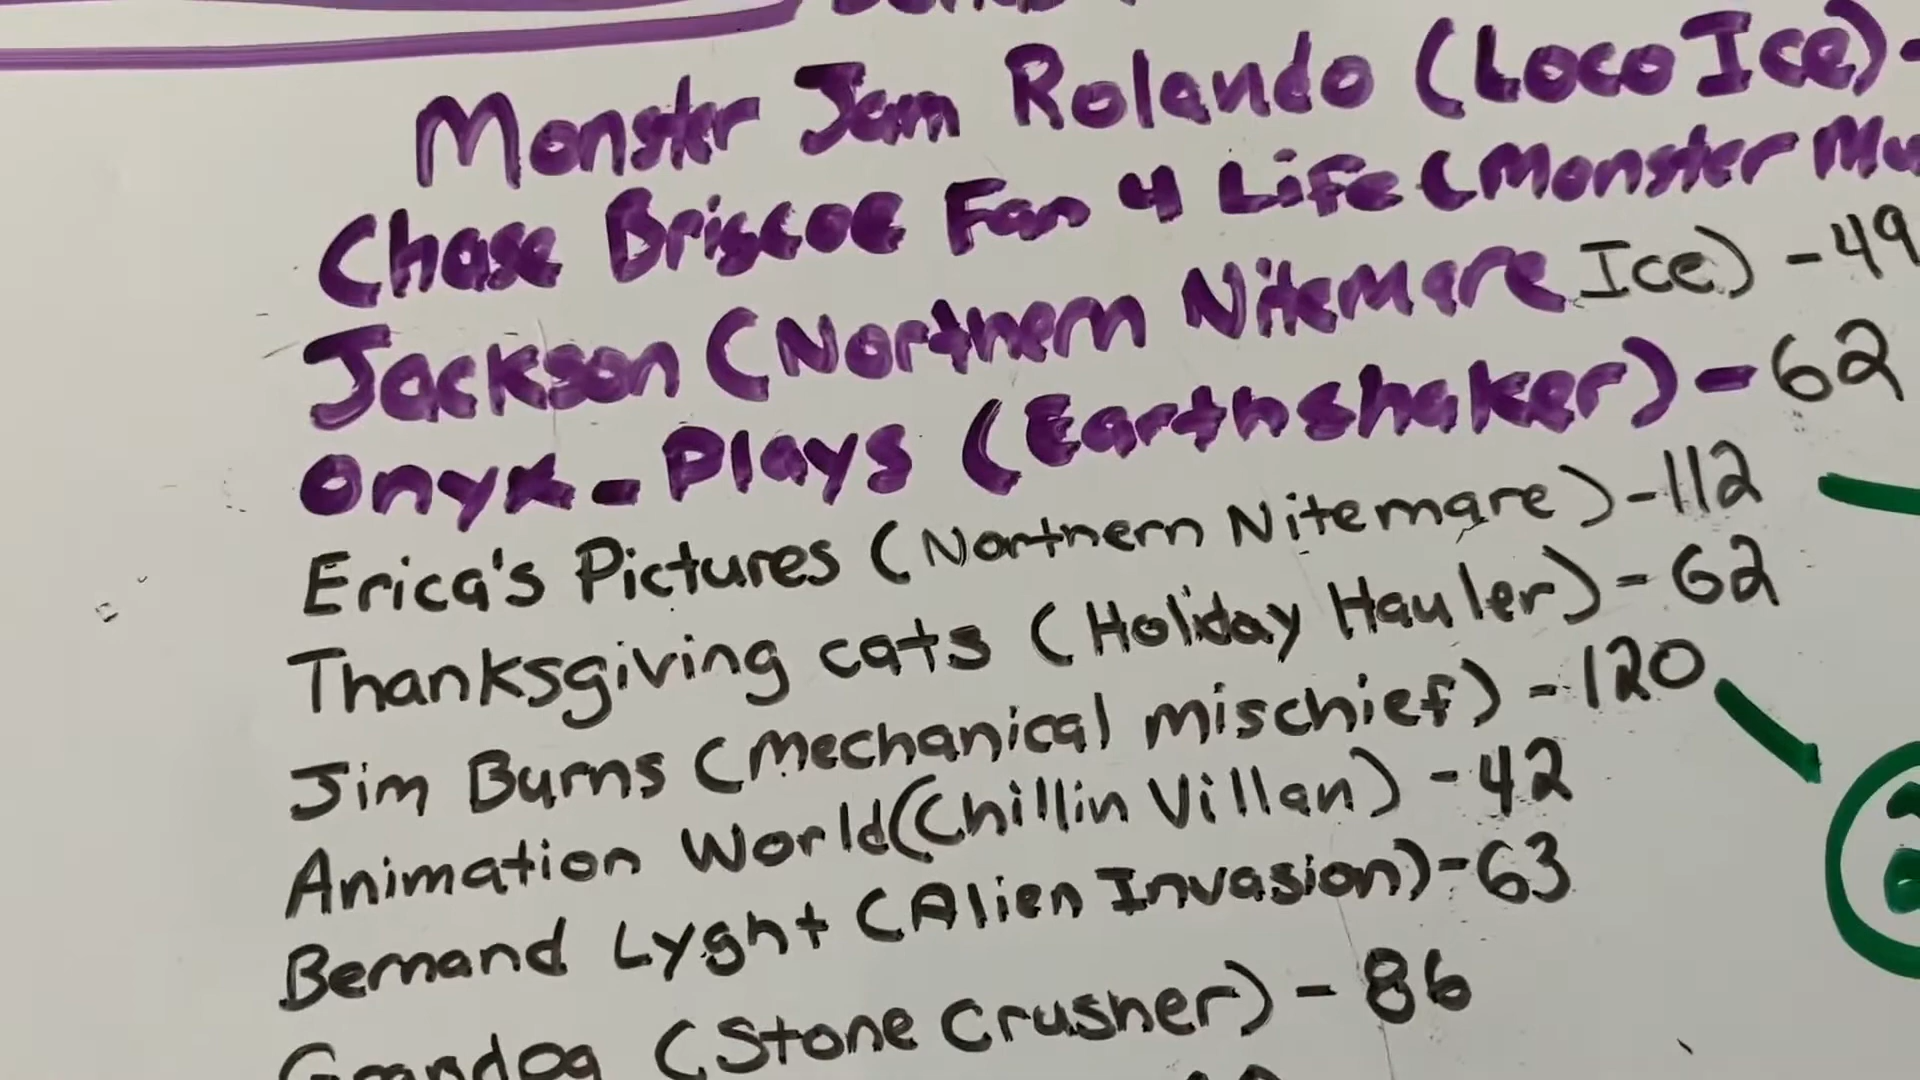 Monster Jam Rolando (Loco Ice) -
Chase Briscoe Fan 4 Life (Monster
Jackson (Northern Nitemare Ice) - 49
Onyx-Plays (Earthshaker) - 62
Erica's Pictures (Northern Nitemare) - 112
Thanksgiving cats (Holiday Hauler) - 62
Jim Burns (Mechanical mischief) - 120
Animation World (Chillin Villan) - 42
Bernand Lyght (Alien Invasion) - 63
(Stone Crusher) - 86